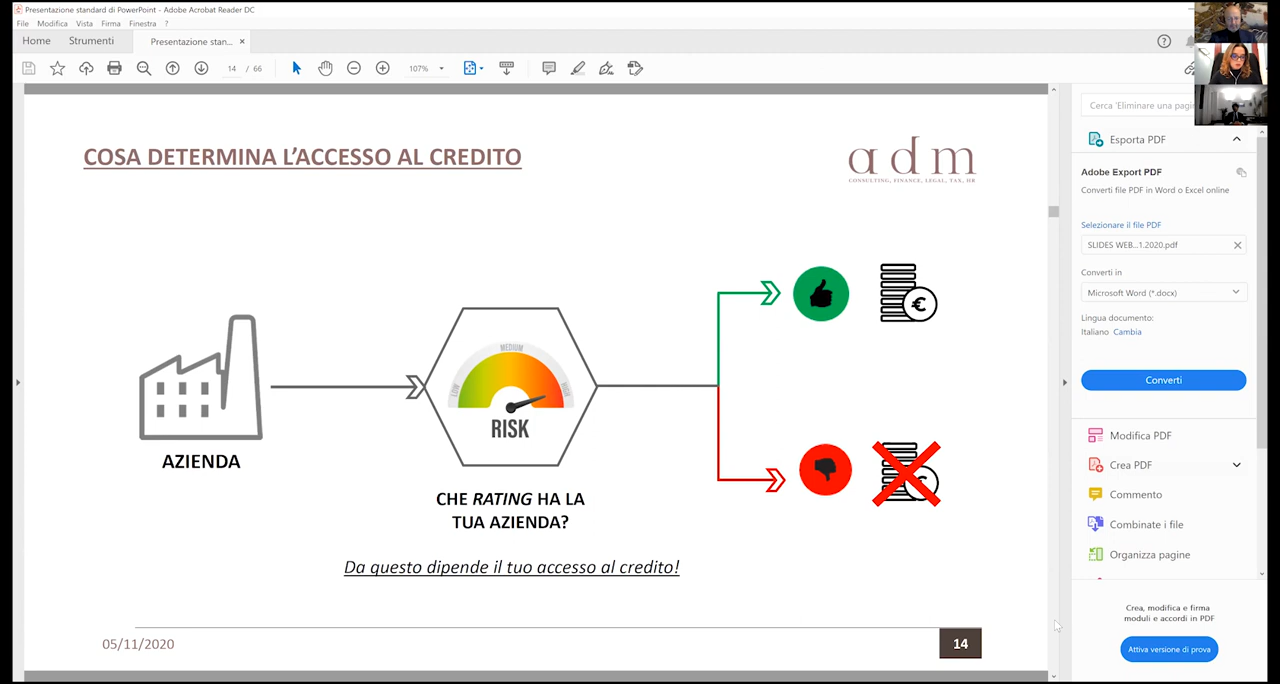 Presentazione standard di PowerPoint - Adobe Acrobat Reader DC
File Modifica Vista Firma Finestra ?
Home Strumenti Presentazione stan... ×
14 / 66 107%
COSA DETERMINA L'ACCESSO AL CREDITO
adm
CONSULTING, FINANCE, LEGAL, TAX, HR
LOW MEDIUM HIGH
RISK
€
AZIENDA
CHE RATING HA LA
TUA AZIENDA?
Da questo dipende il tuo accesso al credito!
05/11/2020
14
Cerca 'Eliminare una pagin
Esporta PDF
Adobe Export PDF
Converti file PDF in Word o Excel online
Selezionare il file PDF
SLIDES WEB...1.2020.pdf
Converti in
Microsoft Word (*.docx)
Lingua documento:
Italiano Cambia
Converti
Modifica PDF
Crea PDF
Commento
Combinate i file
Organizza pagine
Crea, modifica e firma
moduli e accordi in PDF
Attiva versione di prova